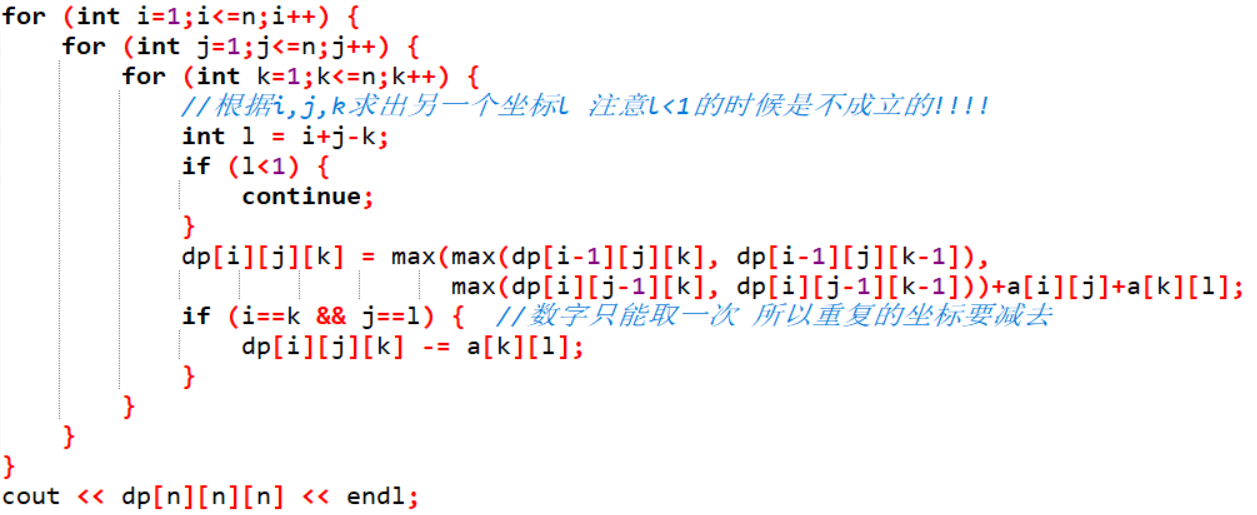 for (int i=1;i<=n;i++) {
    for (int j=1;j<=n;j++) {
        for (int k=1;k<=n;k++) {
            //根据i,j,k求出另一个坐标l 注意l<1的时候是不成立的!!!!
            int l = i+j-k;
            if (l<1) {
                continue;
            }
            dp[i][j][k] = max(max(dp[i-1][j][k], dp[i-1][j][k-1]),
                              max(dp[i][j-1][k], dp[i][j-1][k-1]))+a[i][j]+a[k][l];
            if (i==k && j==l) {  //数字只能取一次 所以重复的坐标要减去
                dp[i][j][k] -= a[k][l];
            }
        }
    }
}
cout << dp[n][n][n] << endl;